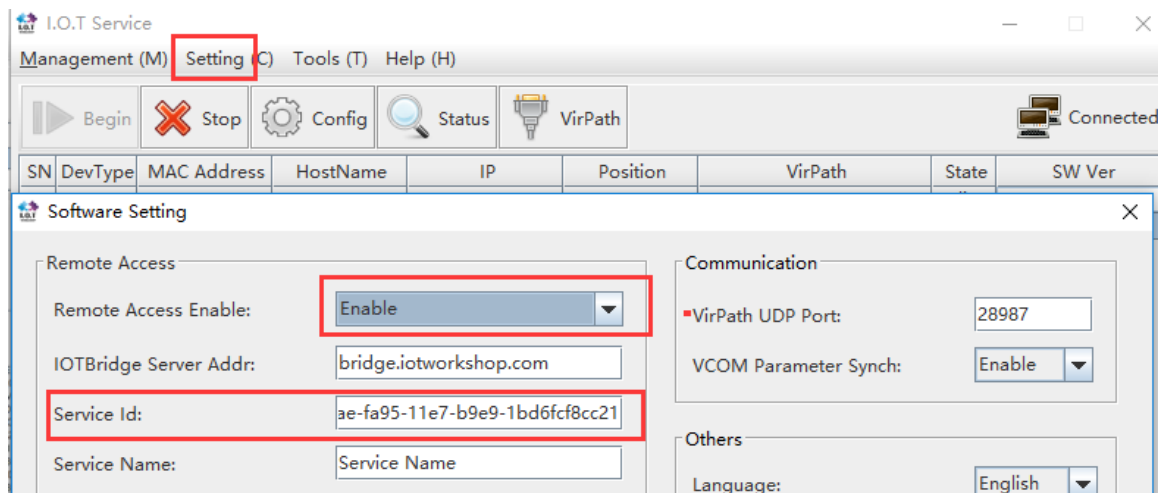 I.O.T Service
Management (M) Setting (C) Tools (T) Help (H)
Begin Stop Config Status VirPath Connected
SN DevType MAC Address HostName IP Position VirPath State SW Ver
Software Setting
Remote Access
Remote Access Enable: Enable
IOTBridge Server Addr: bridge.iotworkshop.com
Service Id: ae-fa95-11e7-b9e9-1bd6fcf8cc21
Service Name: Service Name
Communication
VirPath UDP Port: 28987
VCOM Parameter Synch: Enable
Others
Language: English